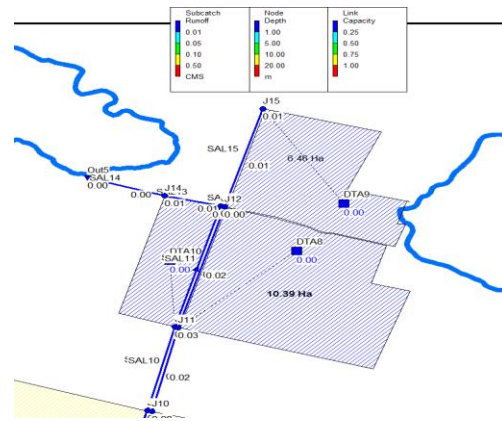 Subcatch Node Link
Runoff Depth Capacity
0.01 1.00 0.25
0.05 5.00 0.50
0.10 10.00 0.75
0.50 20.00 1.00
CMS m
J15
0.01
SAL15
6.46 Ha
0.01
Out5
SAL14
0.00
J14
0.00
0.01
J12
0.01
0.00
DTA9
0.00
DTA8
0.00
DTA10
SAL11
0.00
0.02
10.39 Ha
J11
0.03
SAL10
0.02
J10